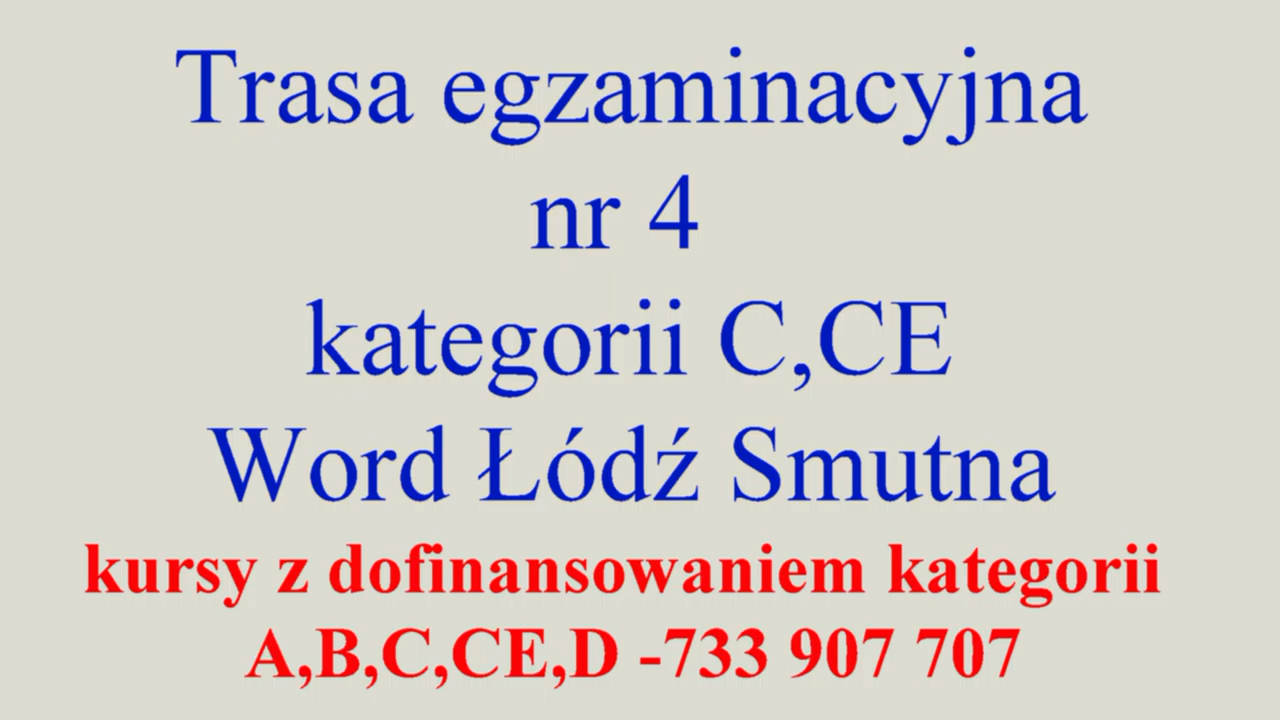 Trasa egzaminacyjna
nr 4
kategorii C,CE
Word Łódź Smutna
kursy z dofinansowaniem kategorii
A,B,C,CE,D -733 907 707